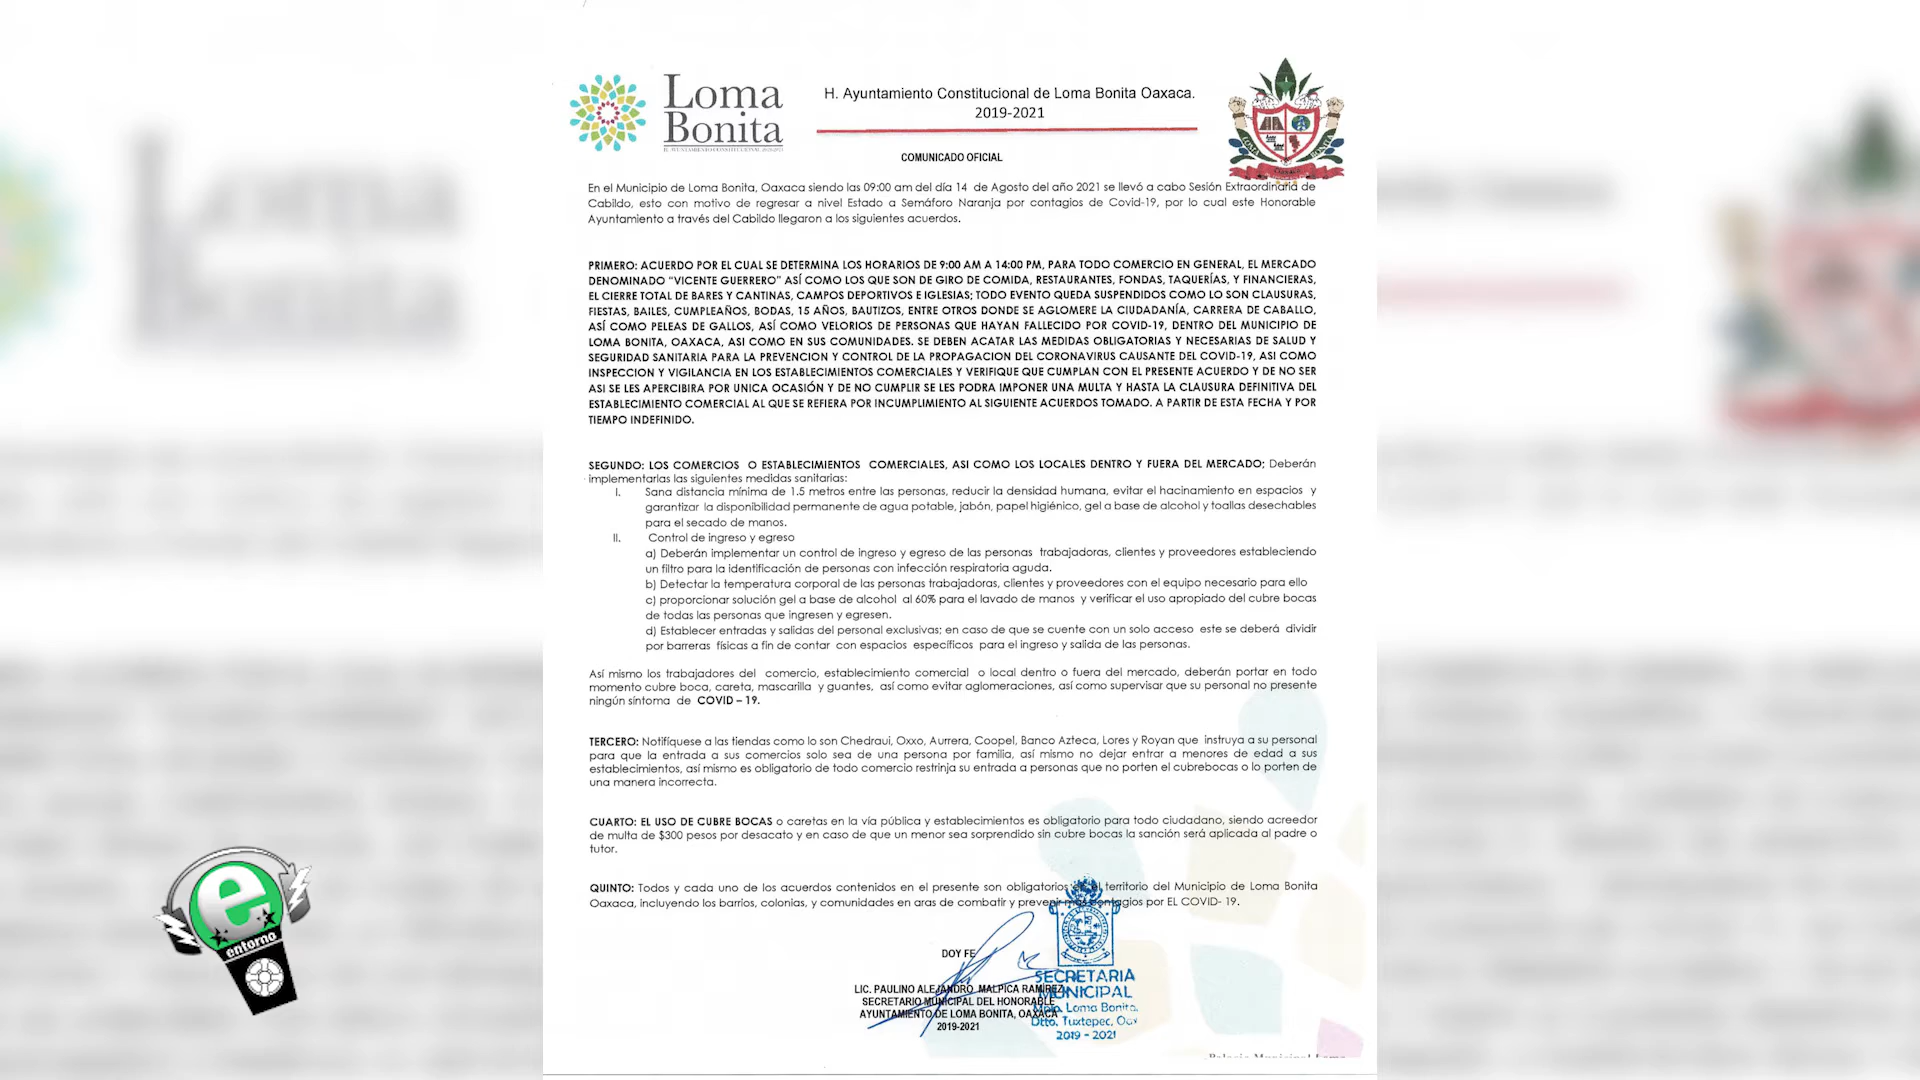 Loma
Bonita
H. AYUNTAMIENTO CONSTITUCIONAL 2019-2021
H. Ayuntamiento Constitucional de Loma Bonita Oaxaca.
2019-2021
COMUNICADO OFICIAL
En el Municipio de Loma Bonita, Oaxaca siendo las 09:00 am del día 14 de Agosto del año 2021 se llevó a cabo Sesión Extraordinaria de
Cabildo, esto con motivo de regresar a nivel Estado a Semáforo Naranja por contagios de Covid-19, por lo cual este Honorable
Ayuntamiento a través del Cabildo llegaron a los siguientes acuerdos.
PRIMERO: ACUERDO POR EL CUAL SE DETERMINA LOS HORARIOS DE 9:00 AM A 14:00 PM, PARA TODO COMERCIO EN GENERAL, EL MERCADO
DENOMINADO "VICENTE GUERRERO" ASÍ COMO LOS QUE SON DE GIRO DE COMIDA, RESTAURANTES, FONDAS, TAQUERÍAS, Y FINANCIERAS,
EL CIERRE TOTAL DE BARES Y CANTINAS, CAMPOS DEPORTIVOS E IGLESIAS; TODO EVENTO QUEDA SUSPENDIDOS COMO LO SON CLAUSURAS,
FIESTAS, BAILES, CUMPLEAÑOS, BODAS, 15 AÑOS, BAUTIZOS, ENTRE OTROS DONDE SE AGLOMERE LA CIUDADANÍA, CARRERA DE CABALLO,
ASÍ COMO PELEAS DE GALLOS, ASÍ COMO VELORIOS DE PERSONAS QUE HAYAN FALLECIDO POR COVID-19, DENTRO DEL MUNICIPIO DE
LOMA BONITA, OAXACA, ASI COMO EN SUS COMUNIDADES. SE DEBEN ACATAR LAS MEDIDAS OBLIGATORIAS Y NECESARIAS DE SALUD Y
SEGURIDAD SANITARIA PARA LA PREVENCION Y CONTROL DE LA PROPAGACION DEL CORONAVIRUS CAUSANTE DEL COVID-19, ASI COMO
INSPECCION Y VIGILANCIA EN LOS ESTABLECIMIENTOS COMERCIALES Y VERIFIQUE QUE CUMPLAN CON EL PRESENTE ACUERDO Y DE NO SER
ASI SE LES APERCIBIRA POR UNICA OCASIÓN Y DE NO CUMPLIR SE LES PODRA IMPONER UNA MULTA Y HASTA LA CLAUSURA DEFINITIVA DEL
ESTABLECIMIENTO COMERCIAL AL QUE SE REFIERA POR INCUMPLIMIENTO AL SIGUIENTE ACUERDOS TOMADO. A PARTIR DE ESTA FECHA Y POR
TIEMPO INDEFINIDO.
SEGUNDO: LOS COMERCIOS O ESTABLECIMIENTOS COMERCIALES, ASI COMO LOS LOCALES DENTRO Y FUERA DEL MERCADO; Deberán
implementarlas las siguientes medidas sanitarias:
I. Sana distancia mínima de 1.5 metros entre las personas, reducir la densidad humana, evitar el hacinamiento en espacios y
garantizar la disponibilidad permanente de agua potable, jabón, papel higiénico, gel a base de alcohol y toallas desechables
para el secado de manos.
II. Control de ingreso y egreso
a) Deberán implementar un control de ingreso y egreso de las personas trabajadoras, clientes y proveedores estableciendo
un filtro para la identificación de personas con infección respiratoria aguda.
b) Detectar la temperatura corporal de las personas trabajadoras, clientes y proveedores con el equipo necesario para ello
c) proporcionar solución gel a base de alcohol al 60% para el lavado de manos y verificar el uso apropiado del cubre bocas
de todas las personas que ingresen y egresen.
d) Establecer entradas y salidas del personal exclusivas; en caso de que se cuente con un solo acceso este se deberá dividir
por barreras físicas a fin de contar con espacios específicos para el ingreso y salida de las personas.
Así mismo los trabajadores del comercio, establecimiento comercial o local dentro o fuera del mercado, deberán portar en todo
momento cubre boca, careta, mascarilla y guantes, así como evitar aglomeraciones, así como supervisar que su personal no presente
ningún síntoma de COVID – 19.
TERCERO: Notifíquese a las tiendas como lo son Chedraui, Oxxo, Aurrera, Coopel, Banco Azteca, Lores y Royan que instruya a su personal
para que la entrada a sus comercios solo sea de una persona por familia, así mismo no dejar entrar a menores de edad a sus
establecimientos, así mismo es obligatorio de todo comercio restrinja su entrada a personas que no porten el cubrebocas o lo porten de
una manera incorrecta.
CUARTO: EL USO DE CUBRE BOCAS o caretas en la vía pública y establecimientos es obligatorio para todo ciudadano, siendo acreedor
de multa de $300 pesos por desacato y en caso de que un menor sea sorprendido sin cubre bocas la sanción será aplicada al padre o
tutor.
QUINTO: Todos y cada uno de los acuerdos contenidos en el presente son obligatorios en el territorio del Municipio de Loma Bonita
Oaxaca, incluyendo los barrios, colonias, y comunidades en aras de combatir y prevenir más contagios por EL COVID- 19.
DOY FE
LIC. PAULINO ALEJANDRO MALPICA RAMIREZ
SECRETARIO MUNICIPAL DEL HONORABLE
AYUNTAMIENTO DE LOMA BONITA, OAXACA
2019-2021
SECRETARIA
MUNICIPAL
Mpio. Loma Bonita,
Dtto. Tuxtepec, Oax
2019 - 2021
e
entorno